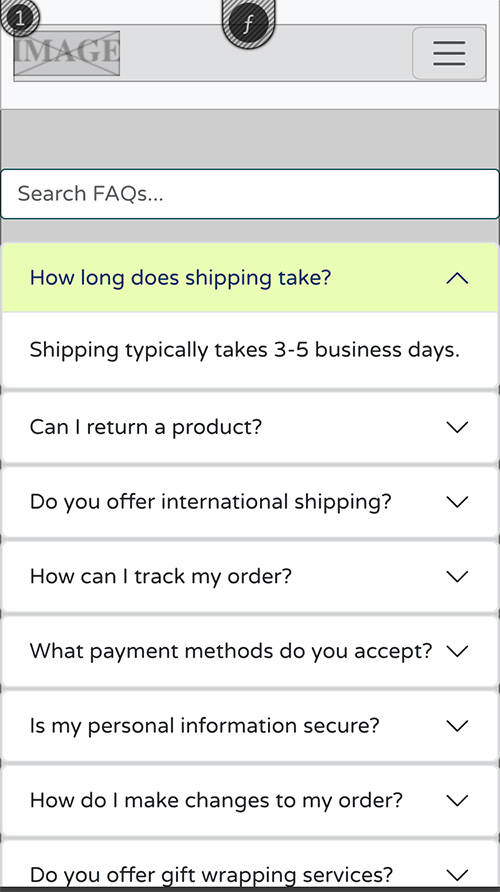 1
f
IMAGE
Search FAQs...
How long does shipping take?
Shipping typically takes 3-5 business days.
Can I return a product?
Do you offer international shipping?
How can I track my order?
What payment methods do you accept?
Is my personal information secure?
How do I make changes to my order?
Do you offer gift wrapping services?